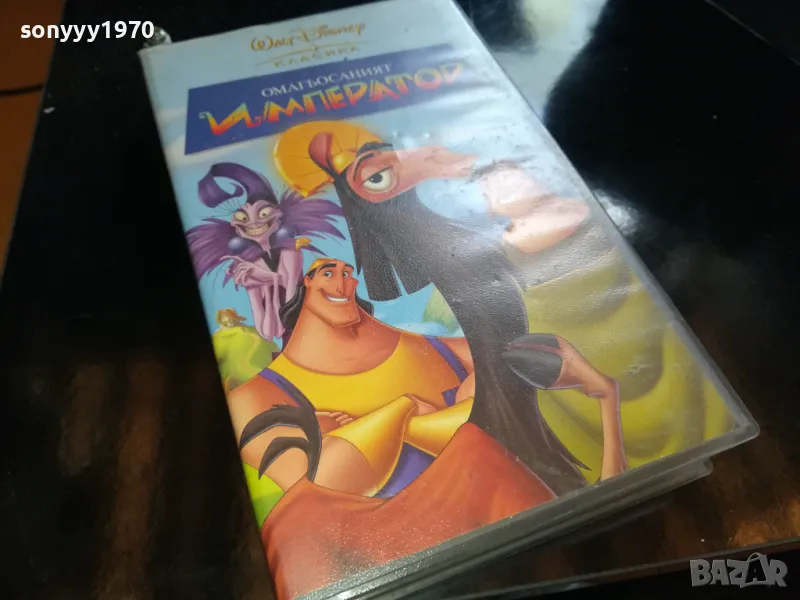 sonyyy1970
Walt Disney
КЛАСИКА
ОМАГЬОСАНИЯТ
ИМПЕРАТОР
BAZAR